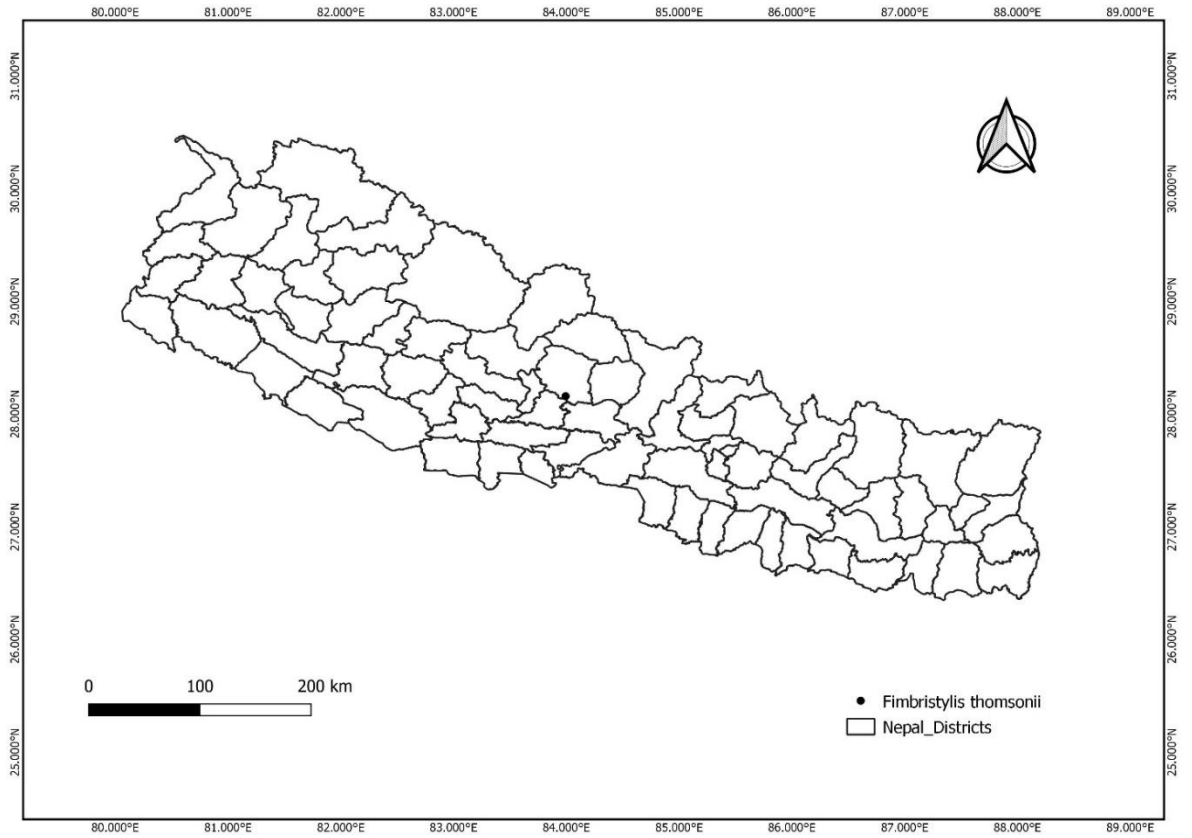 80.000°E 81.000°E 82.000°E 83.000°E 84.000°E 85.000°E 86.000°E 87.000°E 88.000°E 89.000°E
31.000°N 31.000°N
30.000°N 30.000°N
29.000°N 29.000°N
28.000°N 28.000°N
27.000°N 27.000°N
26.000°N 26.000°N
0 100 200 km
Fimbristylis thomsonii
Nepal_Districts
25.000°N 25.000°N
80.000°E 81.000°E 82.000°E 83.000°E 84.000°E 85.000°E 86.000°E 87.000°E 88.000°E 89.000°E